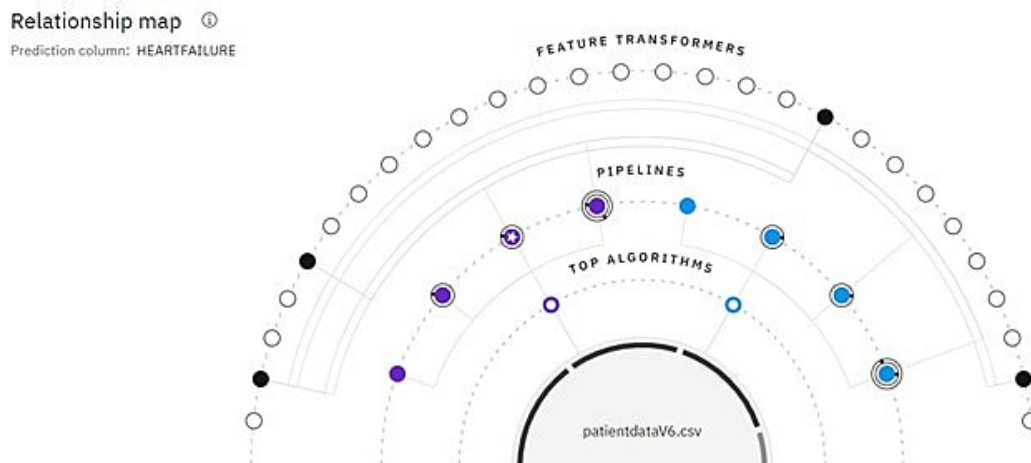 Relationship map
Prediction column: HEARTFAILURE
FEATURE TRANSFORMERS
PIPELINES
TOP ALGORITHMS
patientdataV6.csv